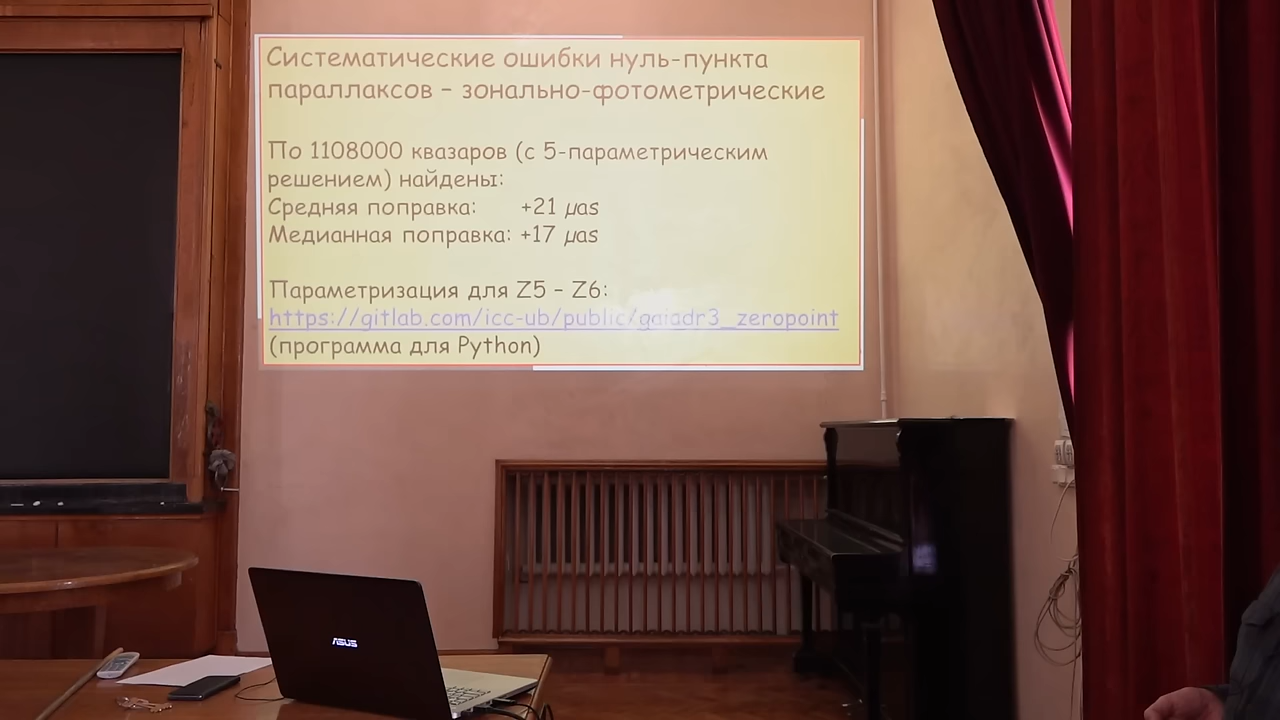 Систематические ошибки нуль-пункта
параллаксов – зонально-фотометрические
По 1108000 квазаров (с 5-параметрическим
решением) найдены:
Средняя поправка: +21 µas
Медианная поправка: +17 µas
Параметризация для Z5 – Z6:
https://gitlab.com/icc-ub/public/gaiadr3_zeropoint
(программа для Python)
ASUS